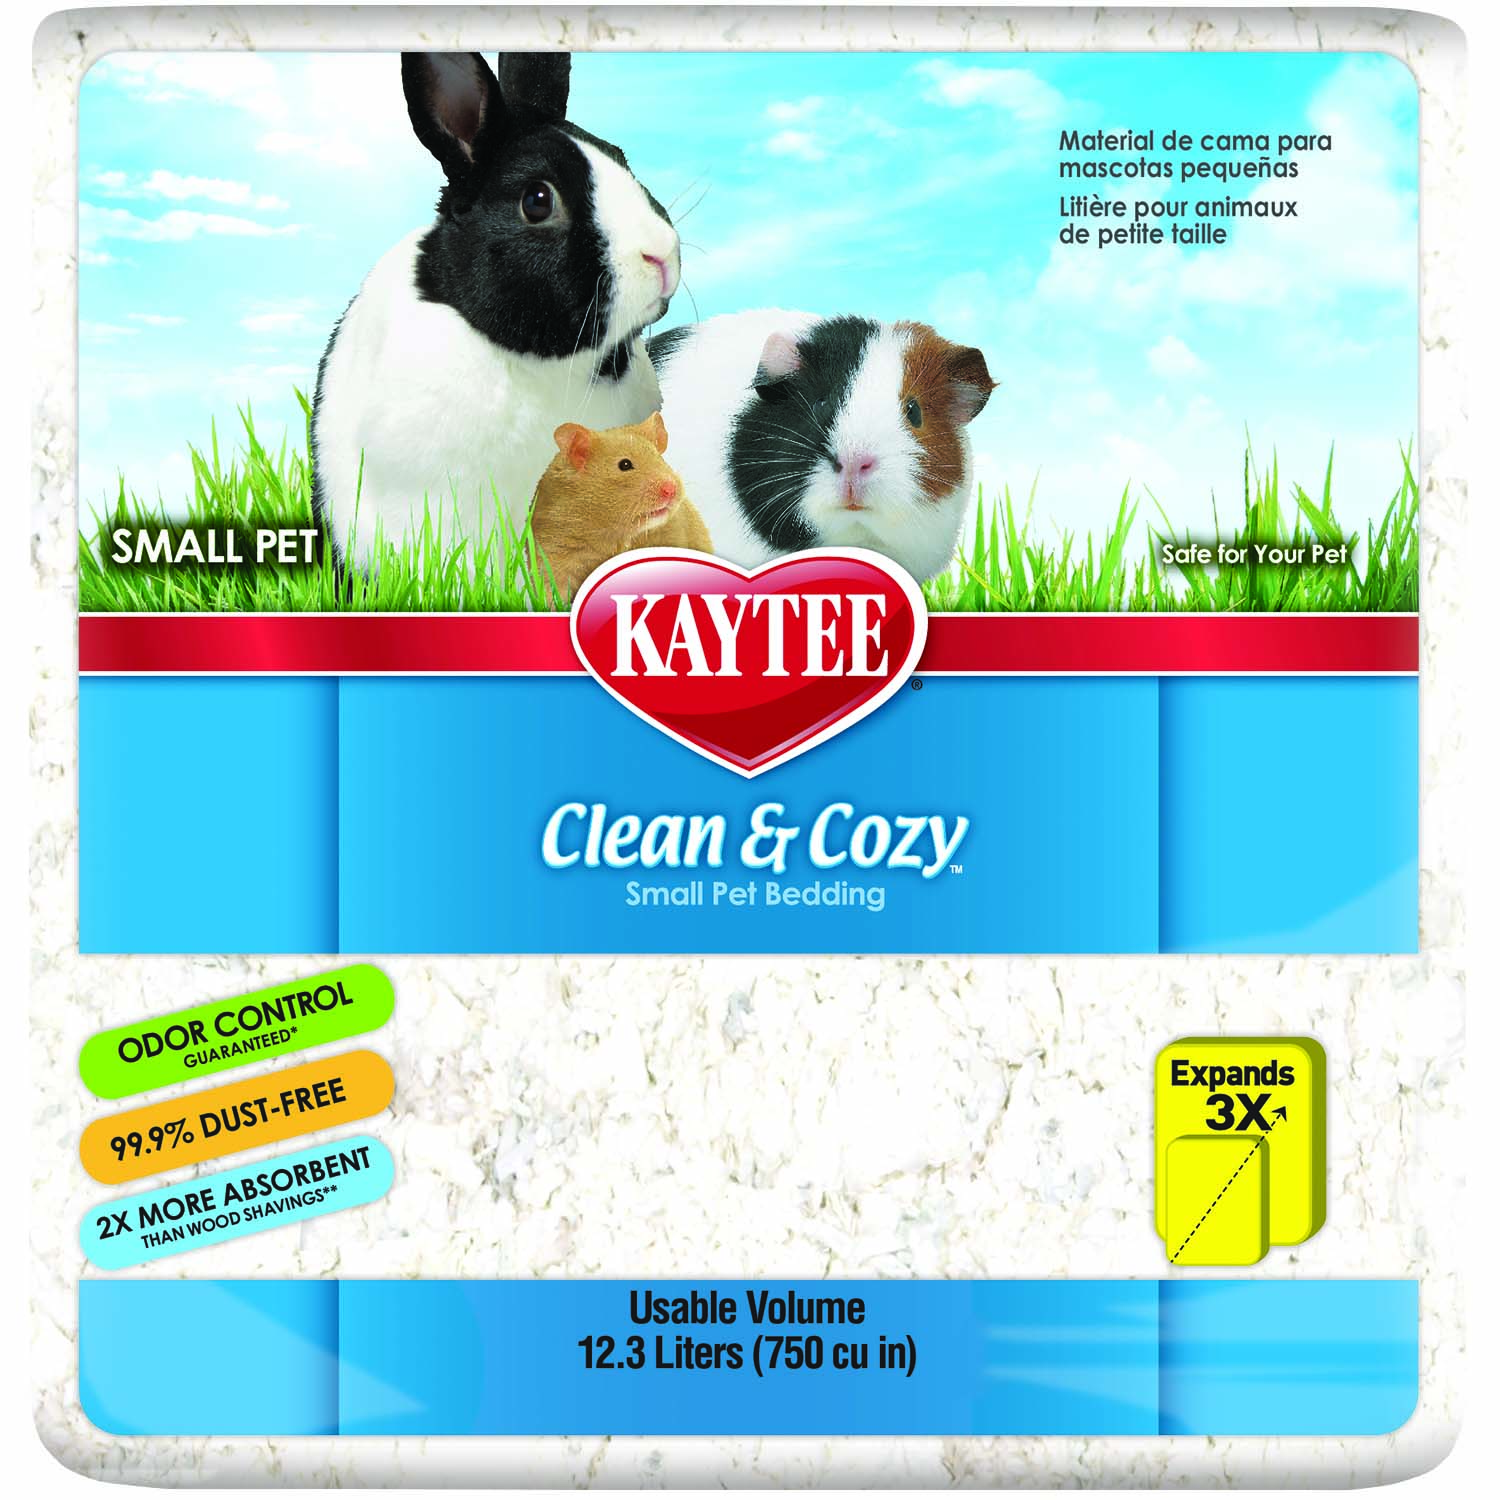 Material de cama para
mascotas pequeñas
Litière pour animaux
de petite taille
SMALL PET
Safe for Your Pet
KAYTEE
®
Clean & Cozy
™
Small Pet Bedding
ODOR CONTROL
GUARANTEED*
99.9% DUST-FREE
2X MORE ABSORBENT
THAN WOOD SHAVINGS**
Expands
3X
Usable Volume
12.3 Liters (750 cu in)